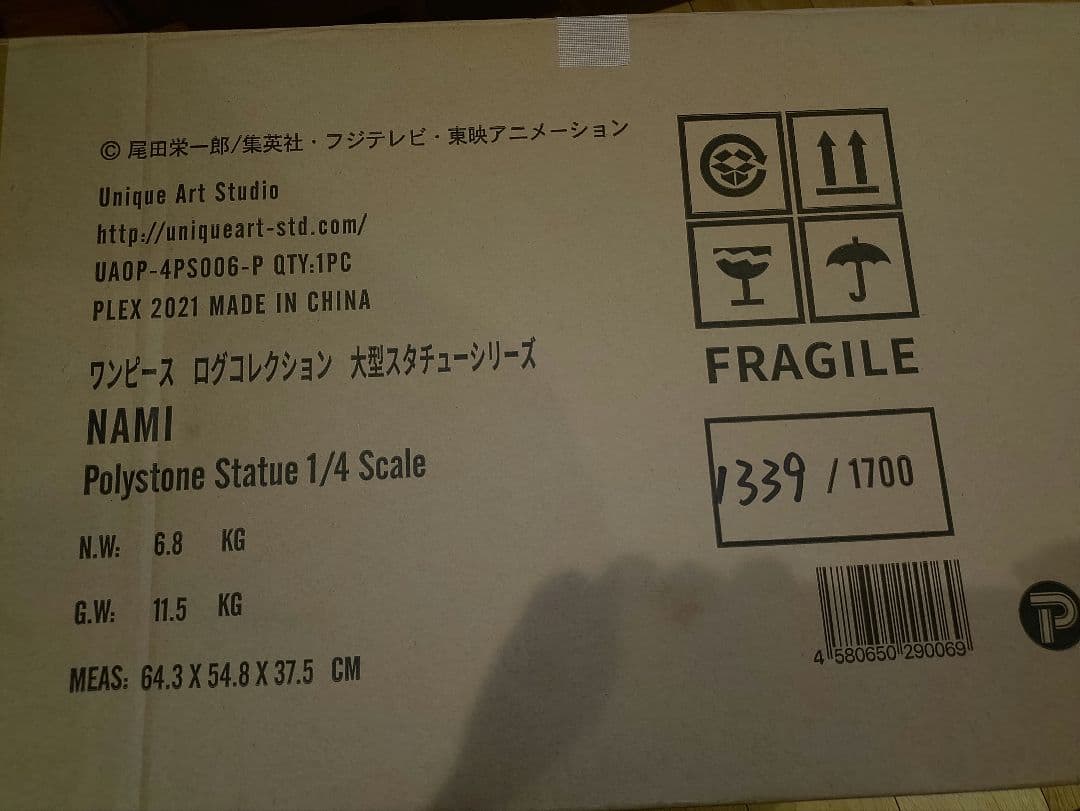 © 尾田栄一郎/集英社・フジテレビ・東映アニメーション
Unique Art Studio
http://uniqueart-std.com/
UAOP-4PS006-P QTY:1PC
PLEX 2021 MADE IN CHINA
ワンピース ログコレクション 大型スタチューシリーズ
NAMI
Polystone Statue 1/4 Scale
N.W: 6.8 KG
G.W: 11.5 KG
MEAS: 64.3 X 54.8 X 37.5 CM
FRAGILE
1339 / 1700
4 580650 290069
P